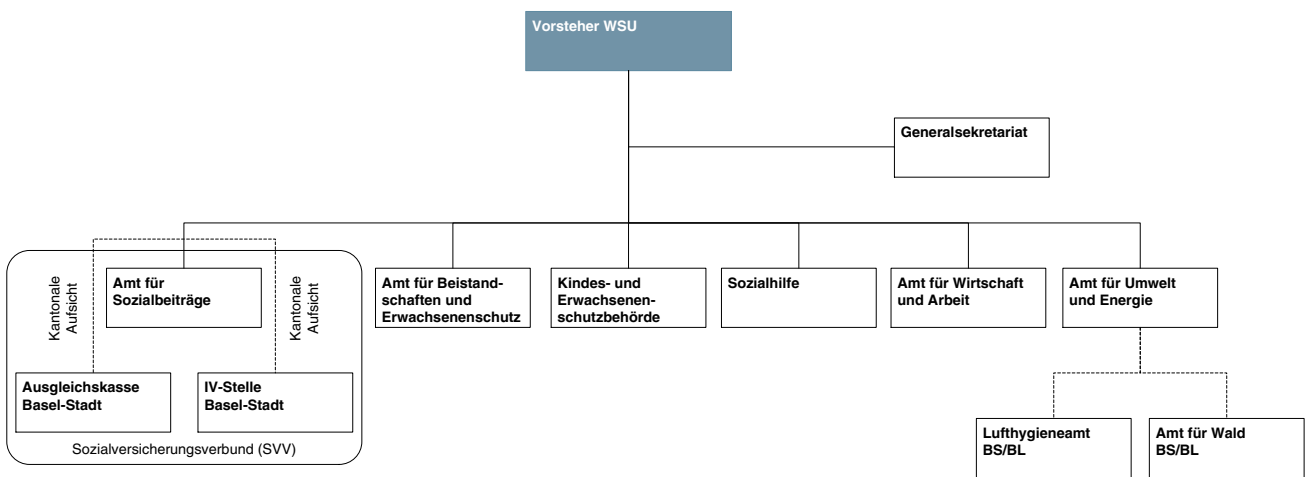 Vorsteher WSU
Generalsekretariat
Kantonale
Aufsicht
Amt für
Sozialbeiträge
Kantonale
Aufsicht
Amt für Beistand-
schaften und
Erwachsenenschutz
Kindes- und
Erwachsenen-
schutzbehörde
Sozialhilfe
Amt für Wirtschaft
und Arbeit
Amt für Umwelt
und Energie
Ausgleichskasse
Basel-Stadt
IV-Stelle
Basel-Stadt
Sozialversicherungsverbund (SVV)
Lufthygieneamt
BS/BL
Amt für Wald
BS/BL